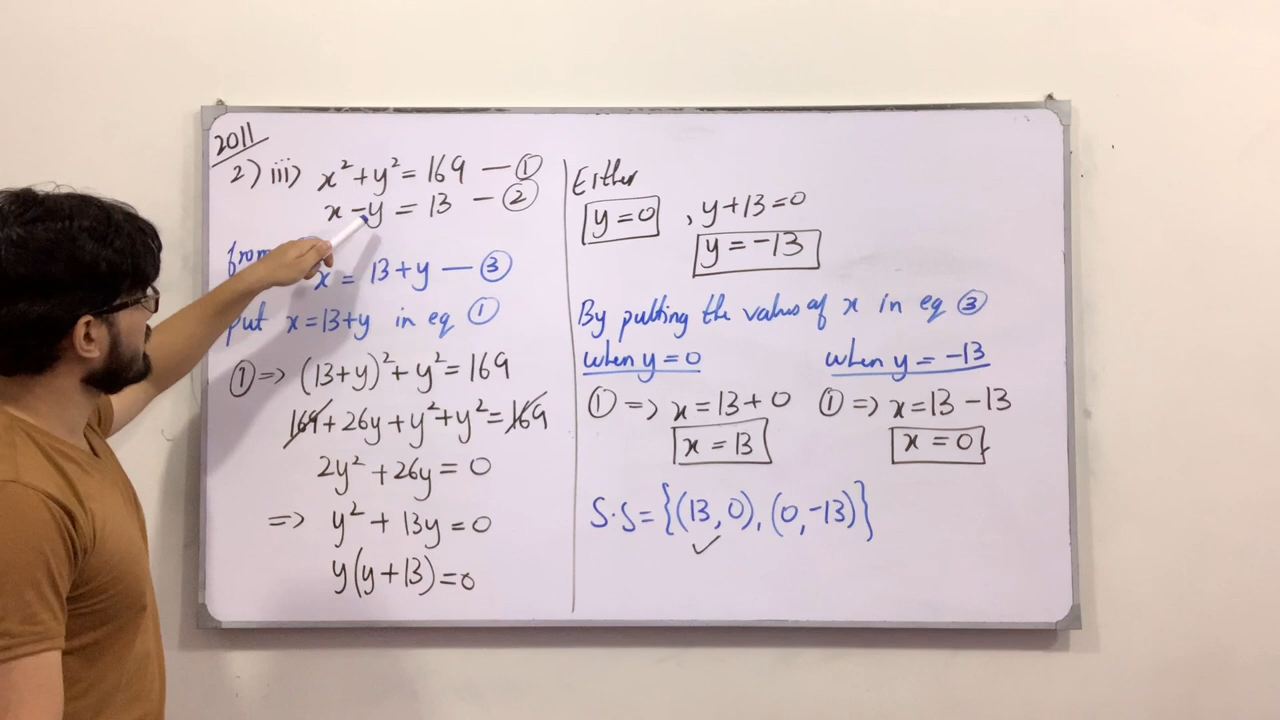 2011
2) iii) x² + y² = 169 — ①
x - y = 13 - ②
from
x = 13 + y — ③
put x = 13 + y in eq ①
① => (13 + y)² + y² = 169
169 + 26y + y² + y² = 169
2y² + 26y = 0
=> y² + 13y = 0
y(y + 13) = 0
Either
y = 0 , y + 13 = 0
y = -13
By putting the values of x in eq ③
when y = 0
① => x = 13 + 0
x = 13
when y = -13
① => x = 13 - 13
x = 0
S.S = {(13, 0), (0, -13)}